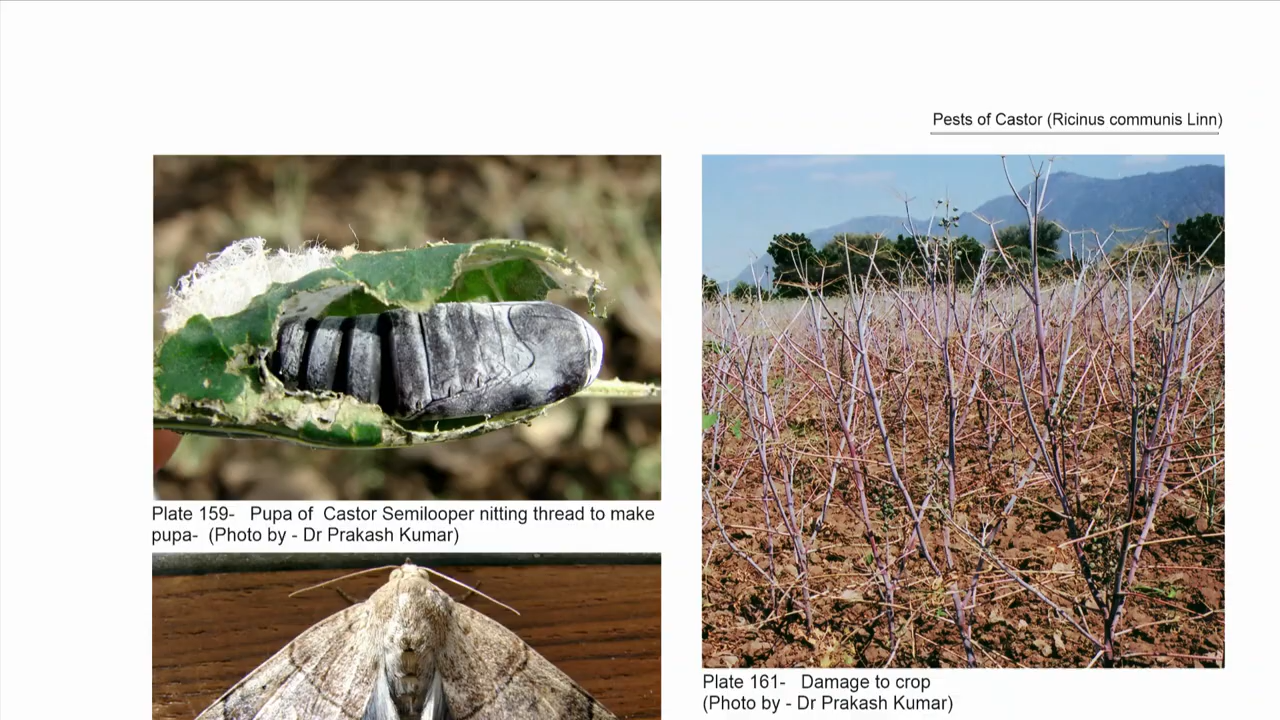 Pests of Castor (Ricinus communis Linn)
Plate 159-   Pupa of  Castor Semilooper nitting thread to make
pupa-  (Photo by - Dr Prakash Kumar)
Plate 161-   Damage to crop
(Photo by - Dr Prakash Kumar)